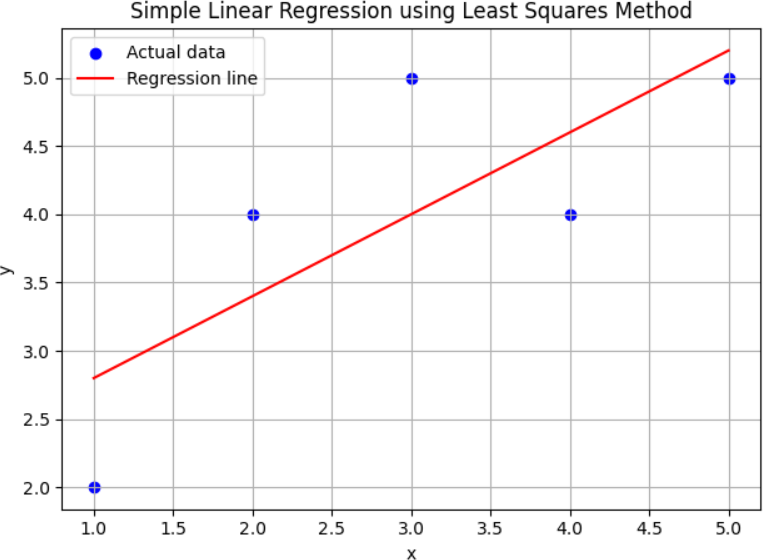 Simple Linear Regression using Least Squares Method
Actual data
Regression line
5.0
4.5
4.0
3.5
3.0
2.5
2.0
y
1.0 1.5 2.0 2.5 3.0 3.5 4.0 4.5 5.0
x